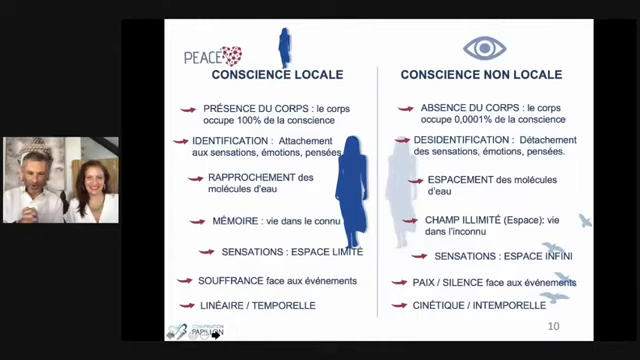 PEACE
CONSCIENCE LOCALE
PRÉSENCE DU CORPS : le corps
occupe 100% de la conscience
IDENTIFICATION : Attachement
aux sensations, émotions, pensées
RAPPROCHEMENT des
molécules d'eau
MÉMOIRE : vie dans le connu
SENSATIONS : ESPACE LIMITÉ
SOUFFRANCE face aux événements
LINÉAIRE / TEMPORELLE
CONSCIENCE NON LOCALE
ABSENCE DU CORPS : le corps
occupe 0,0001% de la conscience
DESIDENTIFICATION : Détachement
des sensations, émotions, pensées.
ESPACEMENT des molécules
d'eau
CHAMP ILLIMITÉ (Espace): vie
dans l'inconnu
SENSATIONS : ESPACE INFINI
PAIX / SILENCE face aux événements
CINÉTIQUE / INTEMPORELLE
PAPILLON
10